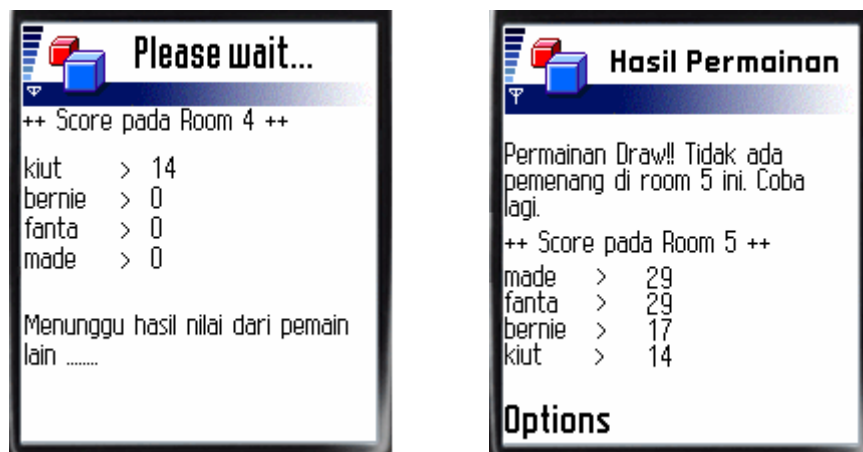 Please wait...
++ Score pada Room 4 ++
kiut > 14
bernie > 0
fanta > 0
made > 0
Menunggu hasil nilai dari pemain
lain .......
Hasil Permainan
Permainan Draw!! Tidak ada
pemenang di room 5 ini. Coba
lagi.
++ Score pada Room 5 ++
made > 29
fanta > 29
bernie > 17
kiut > 14
Options